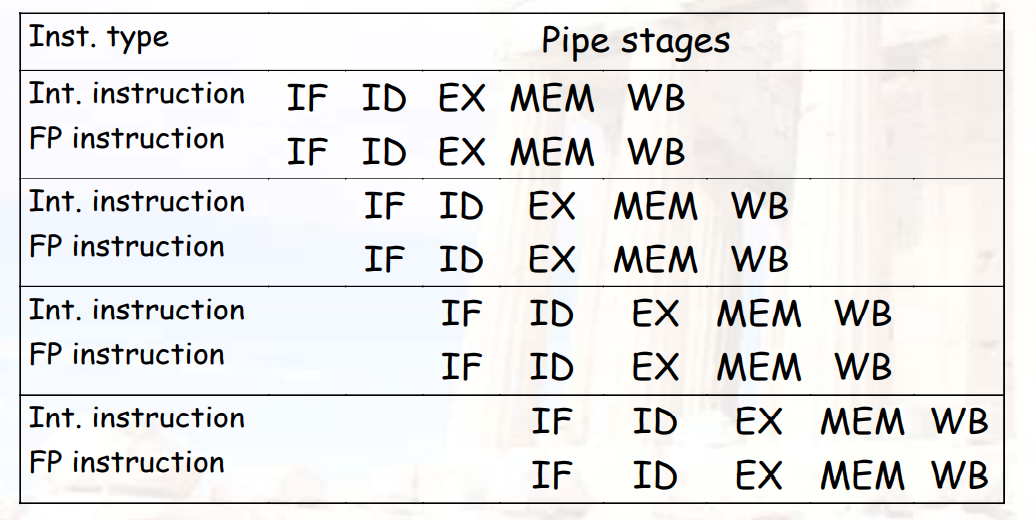 Inst. type Pipe stages
Int. instruction IF ID EX MEM WB
FP instruction IF ID EX MEM WB
Int. instruction IF ID EX MEM WB
FP instruction IF ID EX MEM WB
Int. instruction IF ID EX MEM WB
FP instruction IF ID EX MEM WB
Int. instruction IF ID EX MEM WB
FP instruction IF ID EX MEM WB